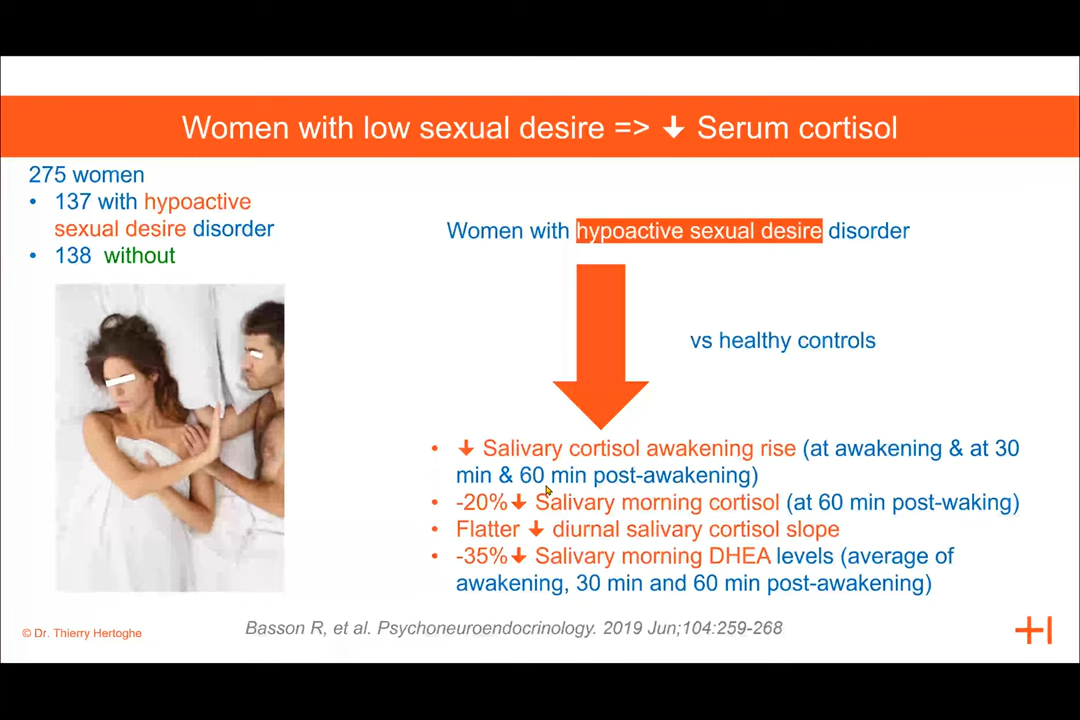 Women with low sexual desire => ↓ Serum cortisol
275 women
• 137 with hypoactive
sexual desire disorder
• 138 without
Women with hypoactive sexual desire disorder
vs healthy controls
• ↓ Salivary cortisol awakening rise (at awakening & at 30
min & 60 min post-awakening)
• -20%↓ Salivary morning cortisol (at 60 min post-waking)
• Flatter ↓ diurnal salivary cortisol slope
• -35%↓ Salivary morning DHEA levels (average of
awakening, 30 min and 60 min post-awakening)
© Dr. Thierry Hertoghe
Basson R, et al. Psychoneuroendocrinology. 2019 Jun;104:259-268